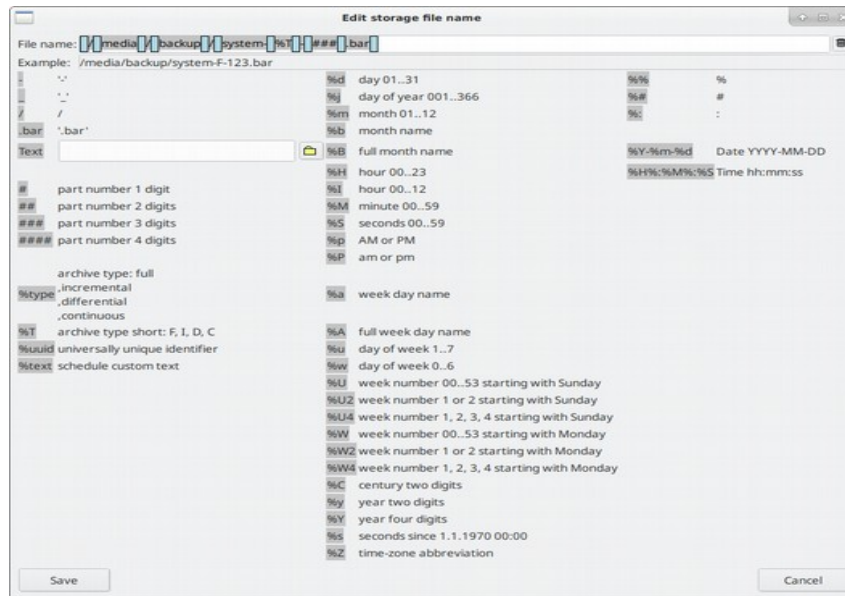 Edit storage file name
File name: / media / backup / system- %T - ### .bar
Example: /media/backup/system-F-123.bar
- '-' %d day 01..31 %% %
_ '_' %j day of year 001..366 %# #
/ / %m month 01..12 %: :
.bar '.bar' %b month name
Text %B full month name %Y-%m-%d Date YYYY-MM-DD
%H hour 00..23 %H%:%M%:%S Time hh:mm:ss
# part number 1 digit %I hour 00..12
## part number 2 digits %M minute 00..59
### part number 3 digits %S seconds 00..59
#### part number 4 digits %p AM or PM
%P am or pm
archive type: full
,incremental
%type ,differential %a week day name
,continuous
%T archive type short: F, I, D, C %A full week day name
%uuid universally unique identifier %u day of week 1..7
%text schedule custom text %w day of week 0..6
%U week number 00..53 starting with Sunday
%U2 week number 1 or 2 starting with Sunday
%U4 week number 1, 2, 3, 4 starting with Sunday
%W week number 00..53 starting with Monday
%W2 week number 1 or 2 starting with Monday
%W4 week number 1, 2, 3, 4 starting with Monday
%C century two digits
%y year two digits
%Y year four digits
%s seconds since 1.1.1970 00:00
%Z time-zone abbreviation
Save Cancel